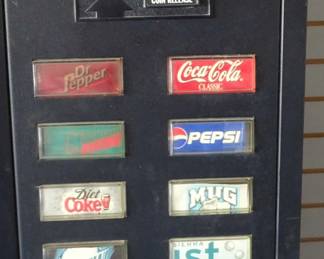 COIN RELEASE
Dr Pepper
Coca-Cola
CLASSIC
PEPSI
Diet
Coke
MUG
SIERRA
ist